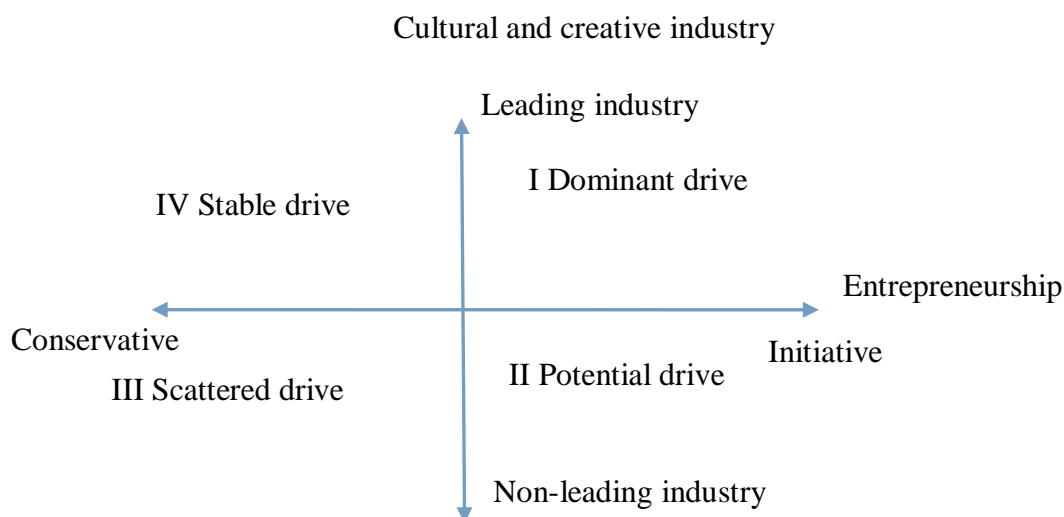 Cultural and creative industry
Leading industry
I Dominant drive
IV Stable drive
Entrepreneurship
Conservative
Initiative
III Scattered drive
II Potential drive
Non-leading industry